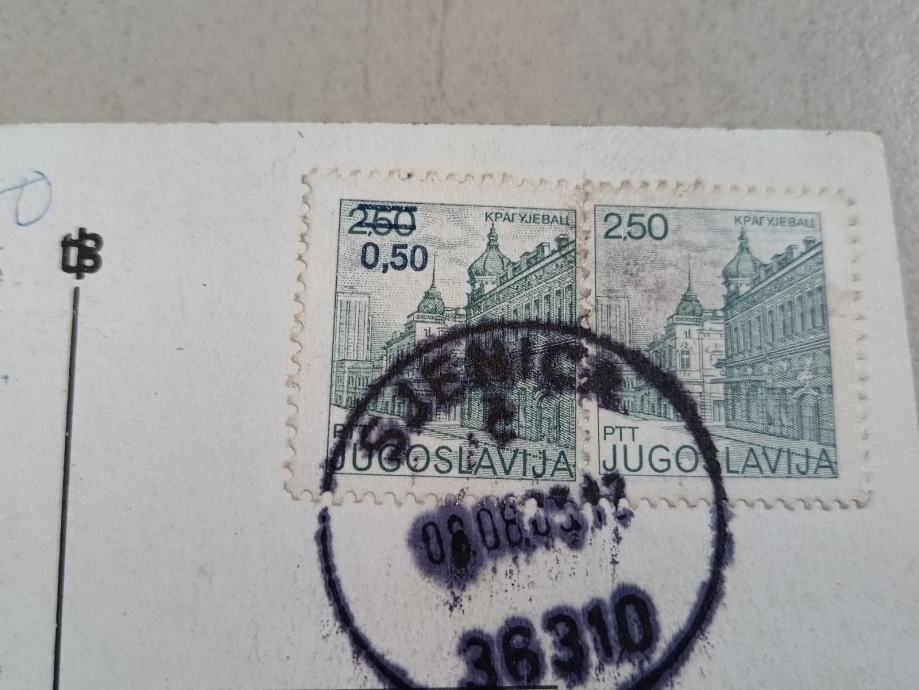 2,50
0,50
КРАГУЈЕВАЦ
PTT
JUGOSLAVIJA
2,50
КРАГУЈЕВАЦ
PTT
JUGOSLAVIJA
SJENICA
36310